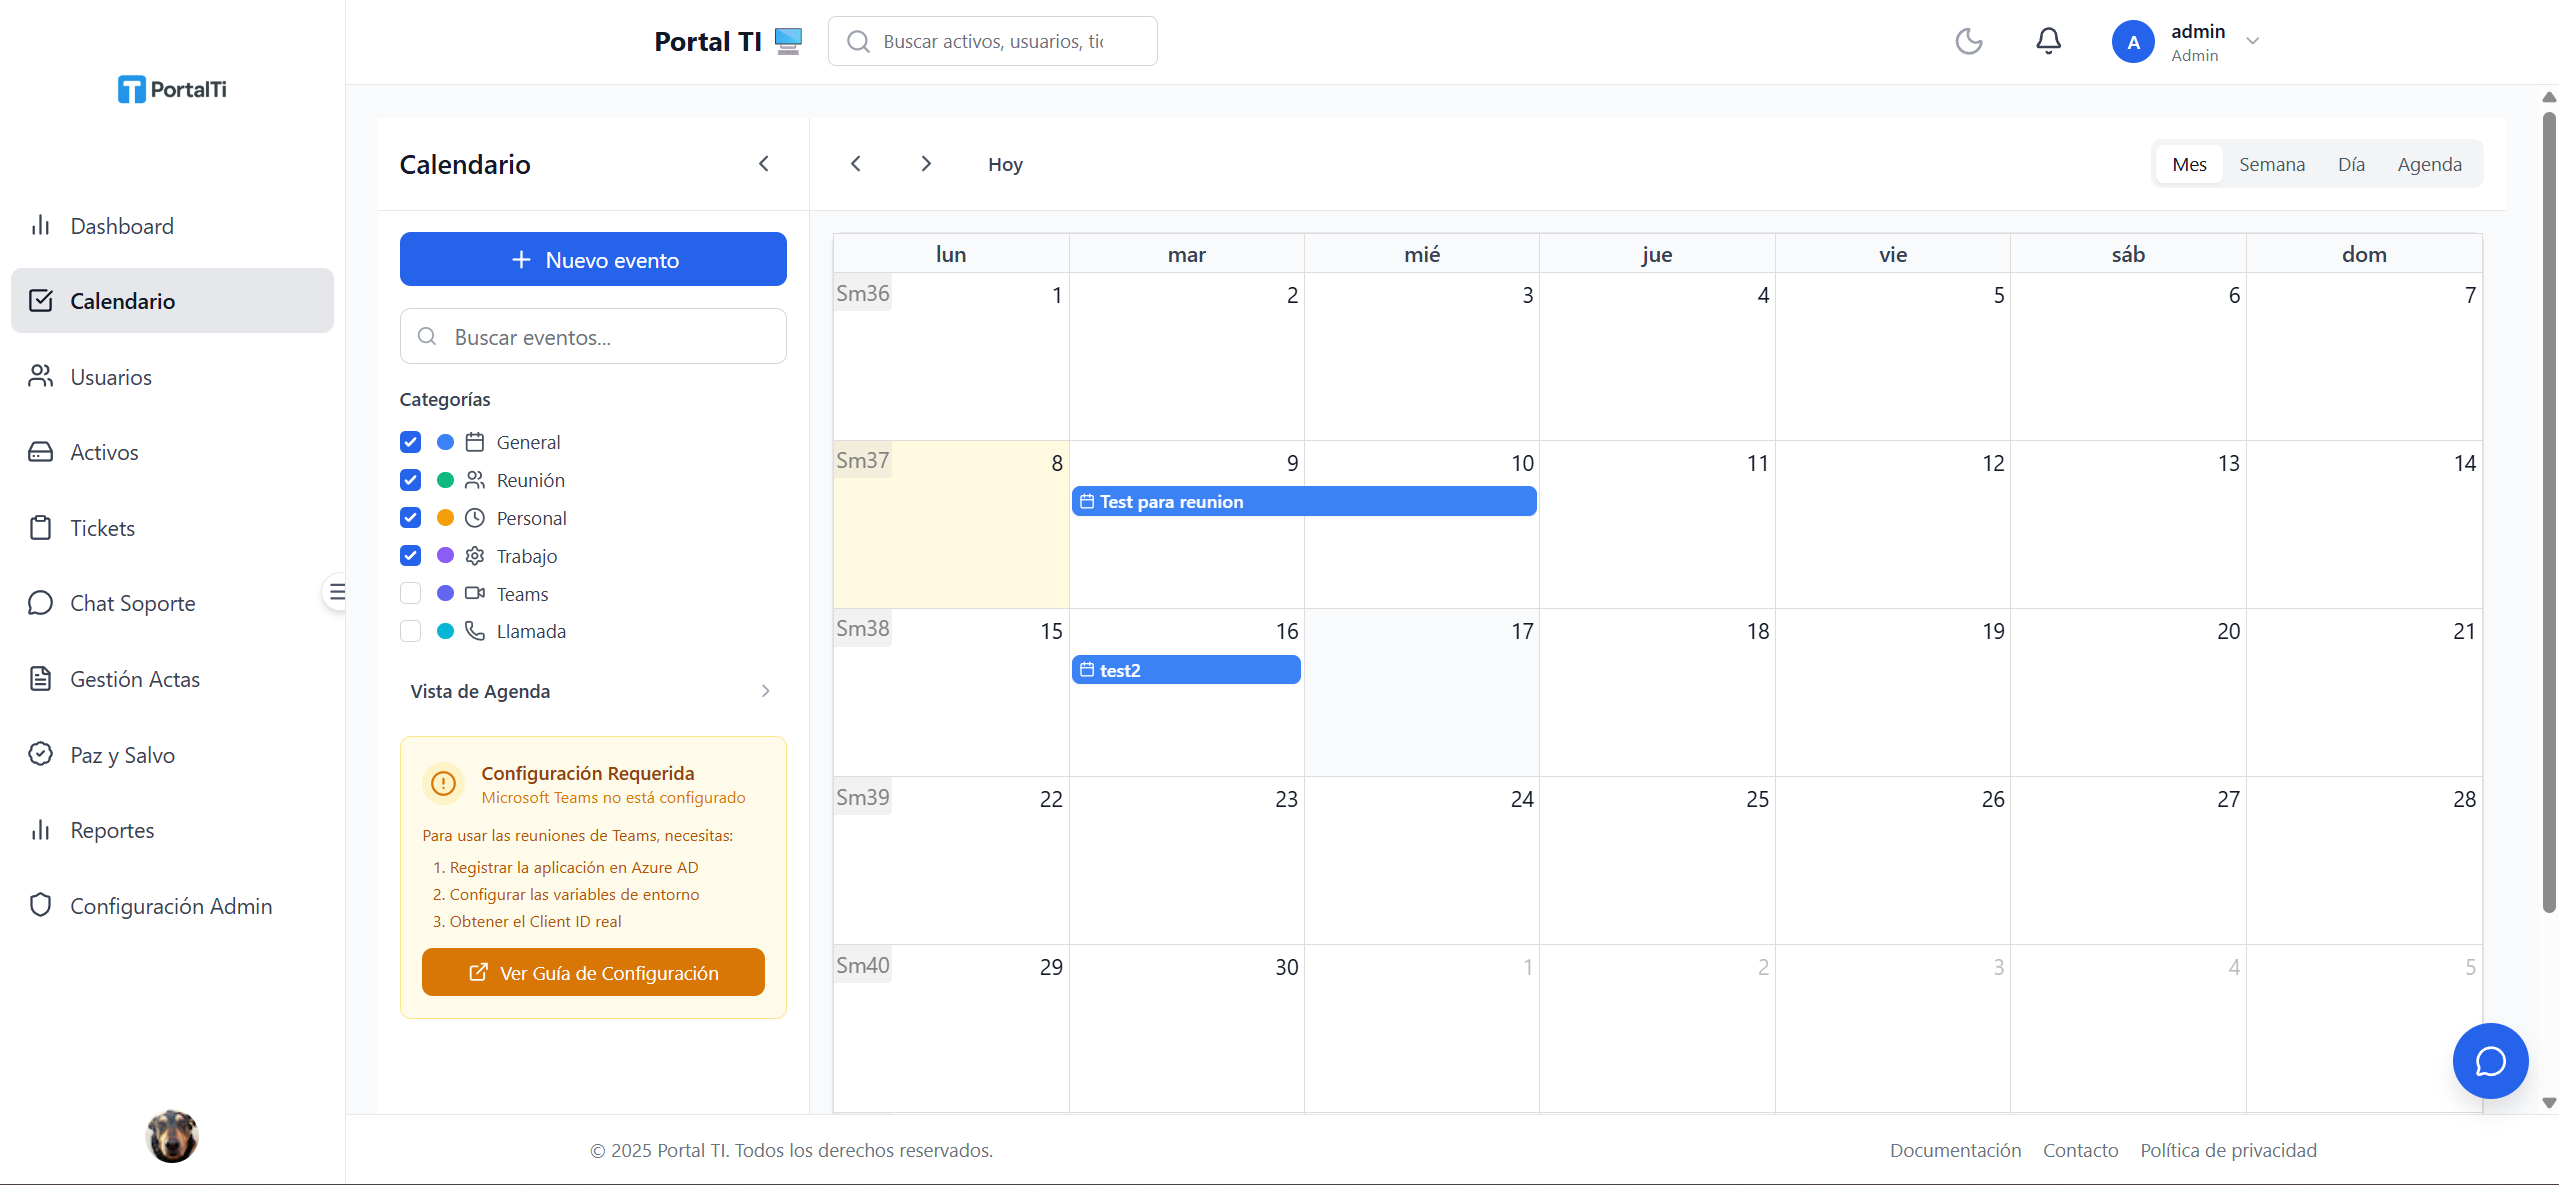 PortalTi
Dashboard
Calendario
Usuarios
Activos
Tickets
Chat Soporte
Gestión Actas
Paz y Salvo
Reportes
Configuración Admin
Portal TI
Buscar activos, usuarios, tic
A
admin
Admin
Calendario
Nuevo evento
Buscar eventos...
Categorías
General
Reunión
Personal
Trabajo
Teams
Llamada
Vista de Agenda
Configuración Requerida
Microsoft Teams no está configurado
Para usar las reuniones de Teams, necesitas:
1. Registrar la aplicación en Azure AD
2. Configurar las variables de entorno
3. Obtener el Client ID real
Ver Guía de Configuración
Hoy
Mes Semana Día Agenda
lun mar mié jue vie sáb dom
Sm36 1 2 3 4 5 6 7
Sm37 8 9 10 11 12 13 14
Test para reunion
Sm38 15 16 17 18 19 20 21
test2
Sm39 22 23 24 25 26 27 28
Sm40 29 30 1 2 3 4 5
© 2025 Portal TI. Todos los derechos reservados.
Documentación Contacto Política de privacidad